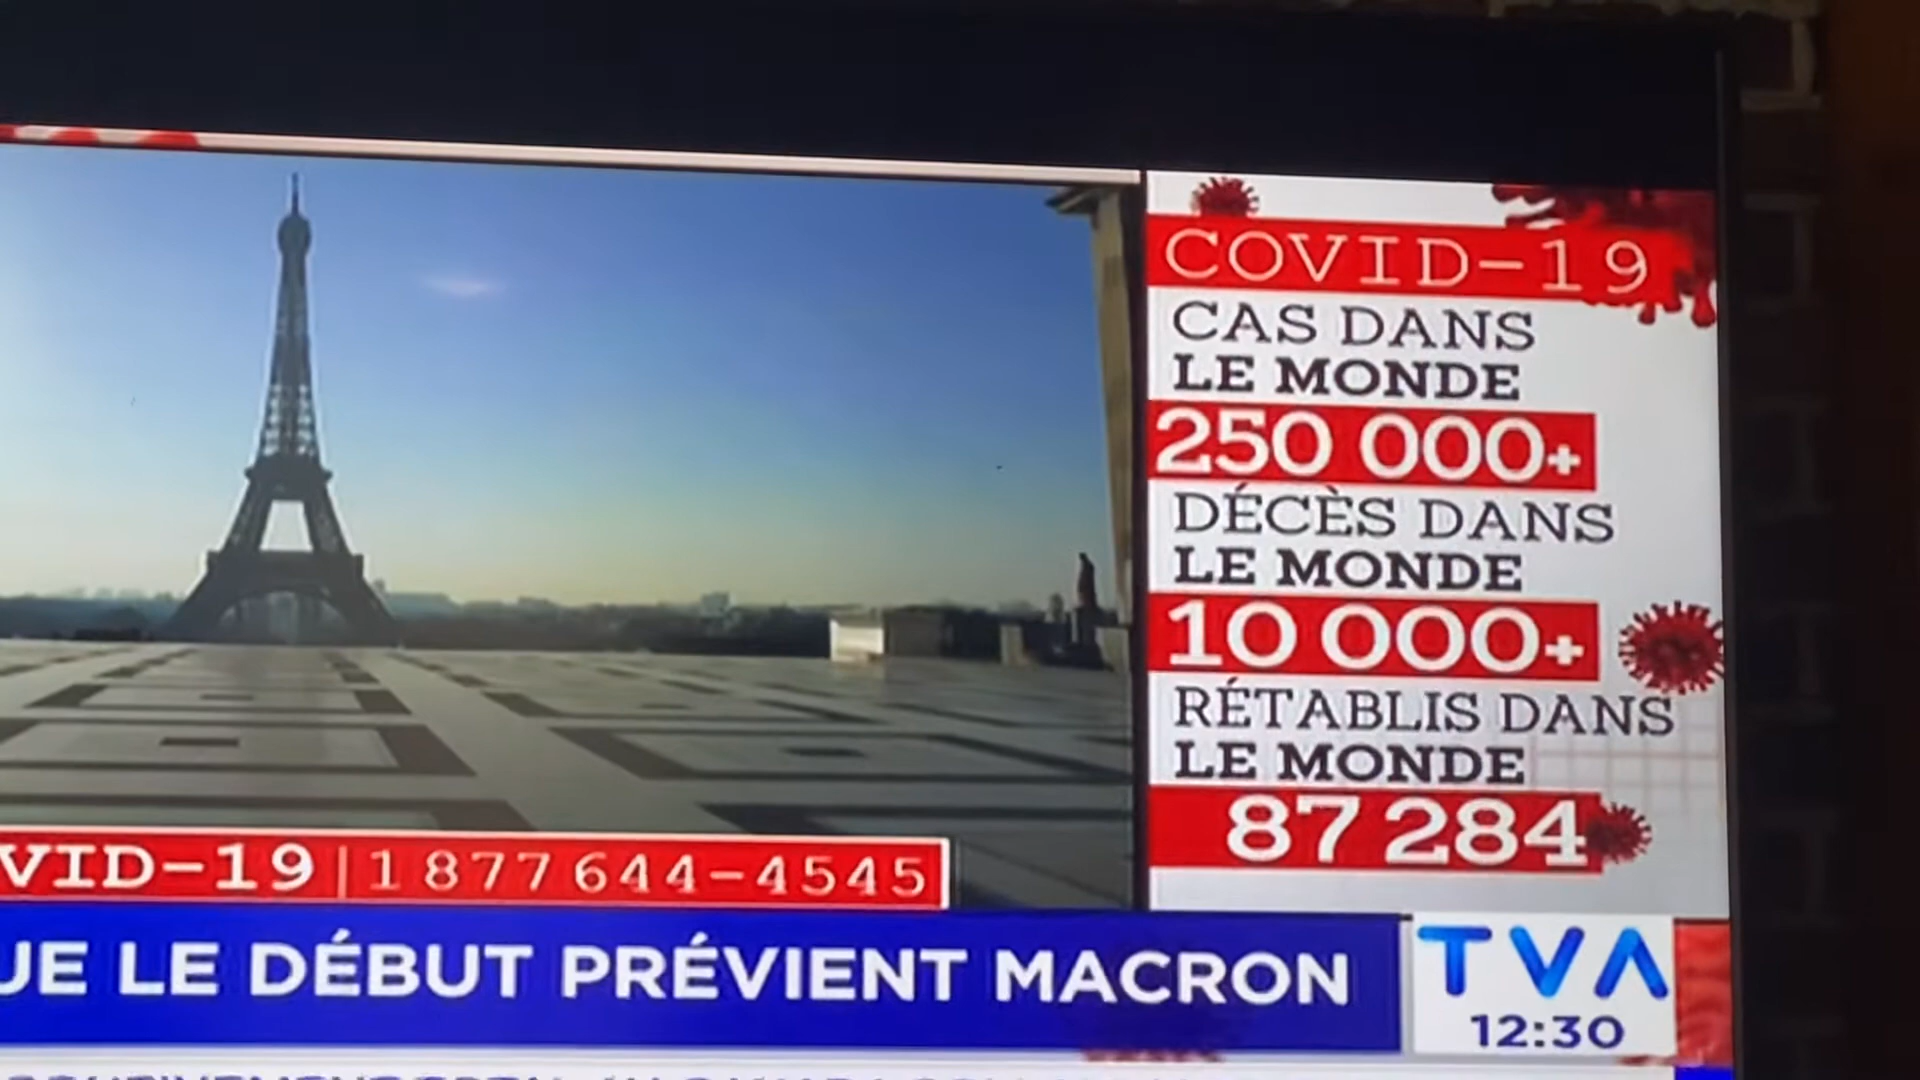 COVID-19
CAS DANS
LE MONDE
250 000+
DÉCÈS DANS
LE MONDE
10 000+
RÉTABLIS DANS
LE MONDE
87 284
VID-19 | 1 877 644-4545
UE LE DÉBUT PRÉVIENT MACRON
TVA
12:30